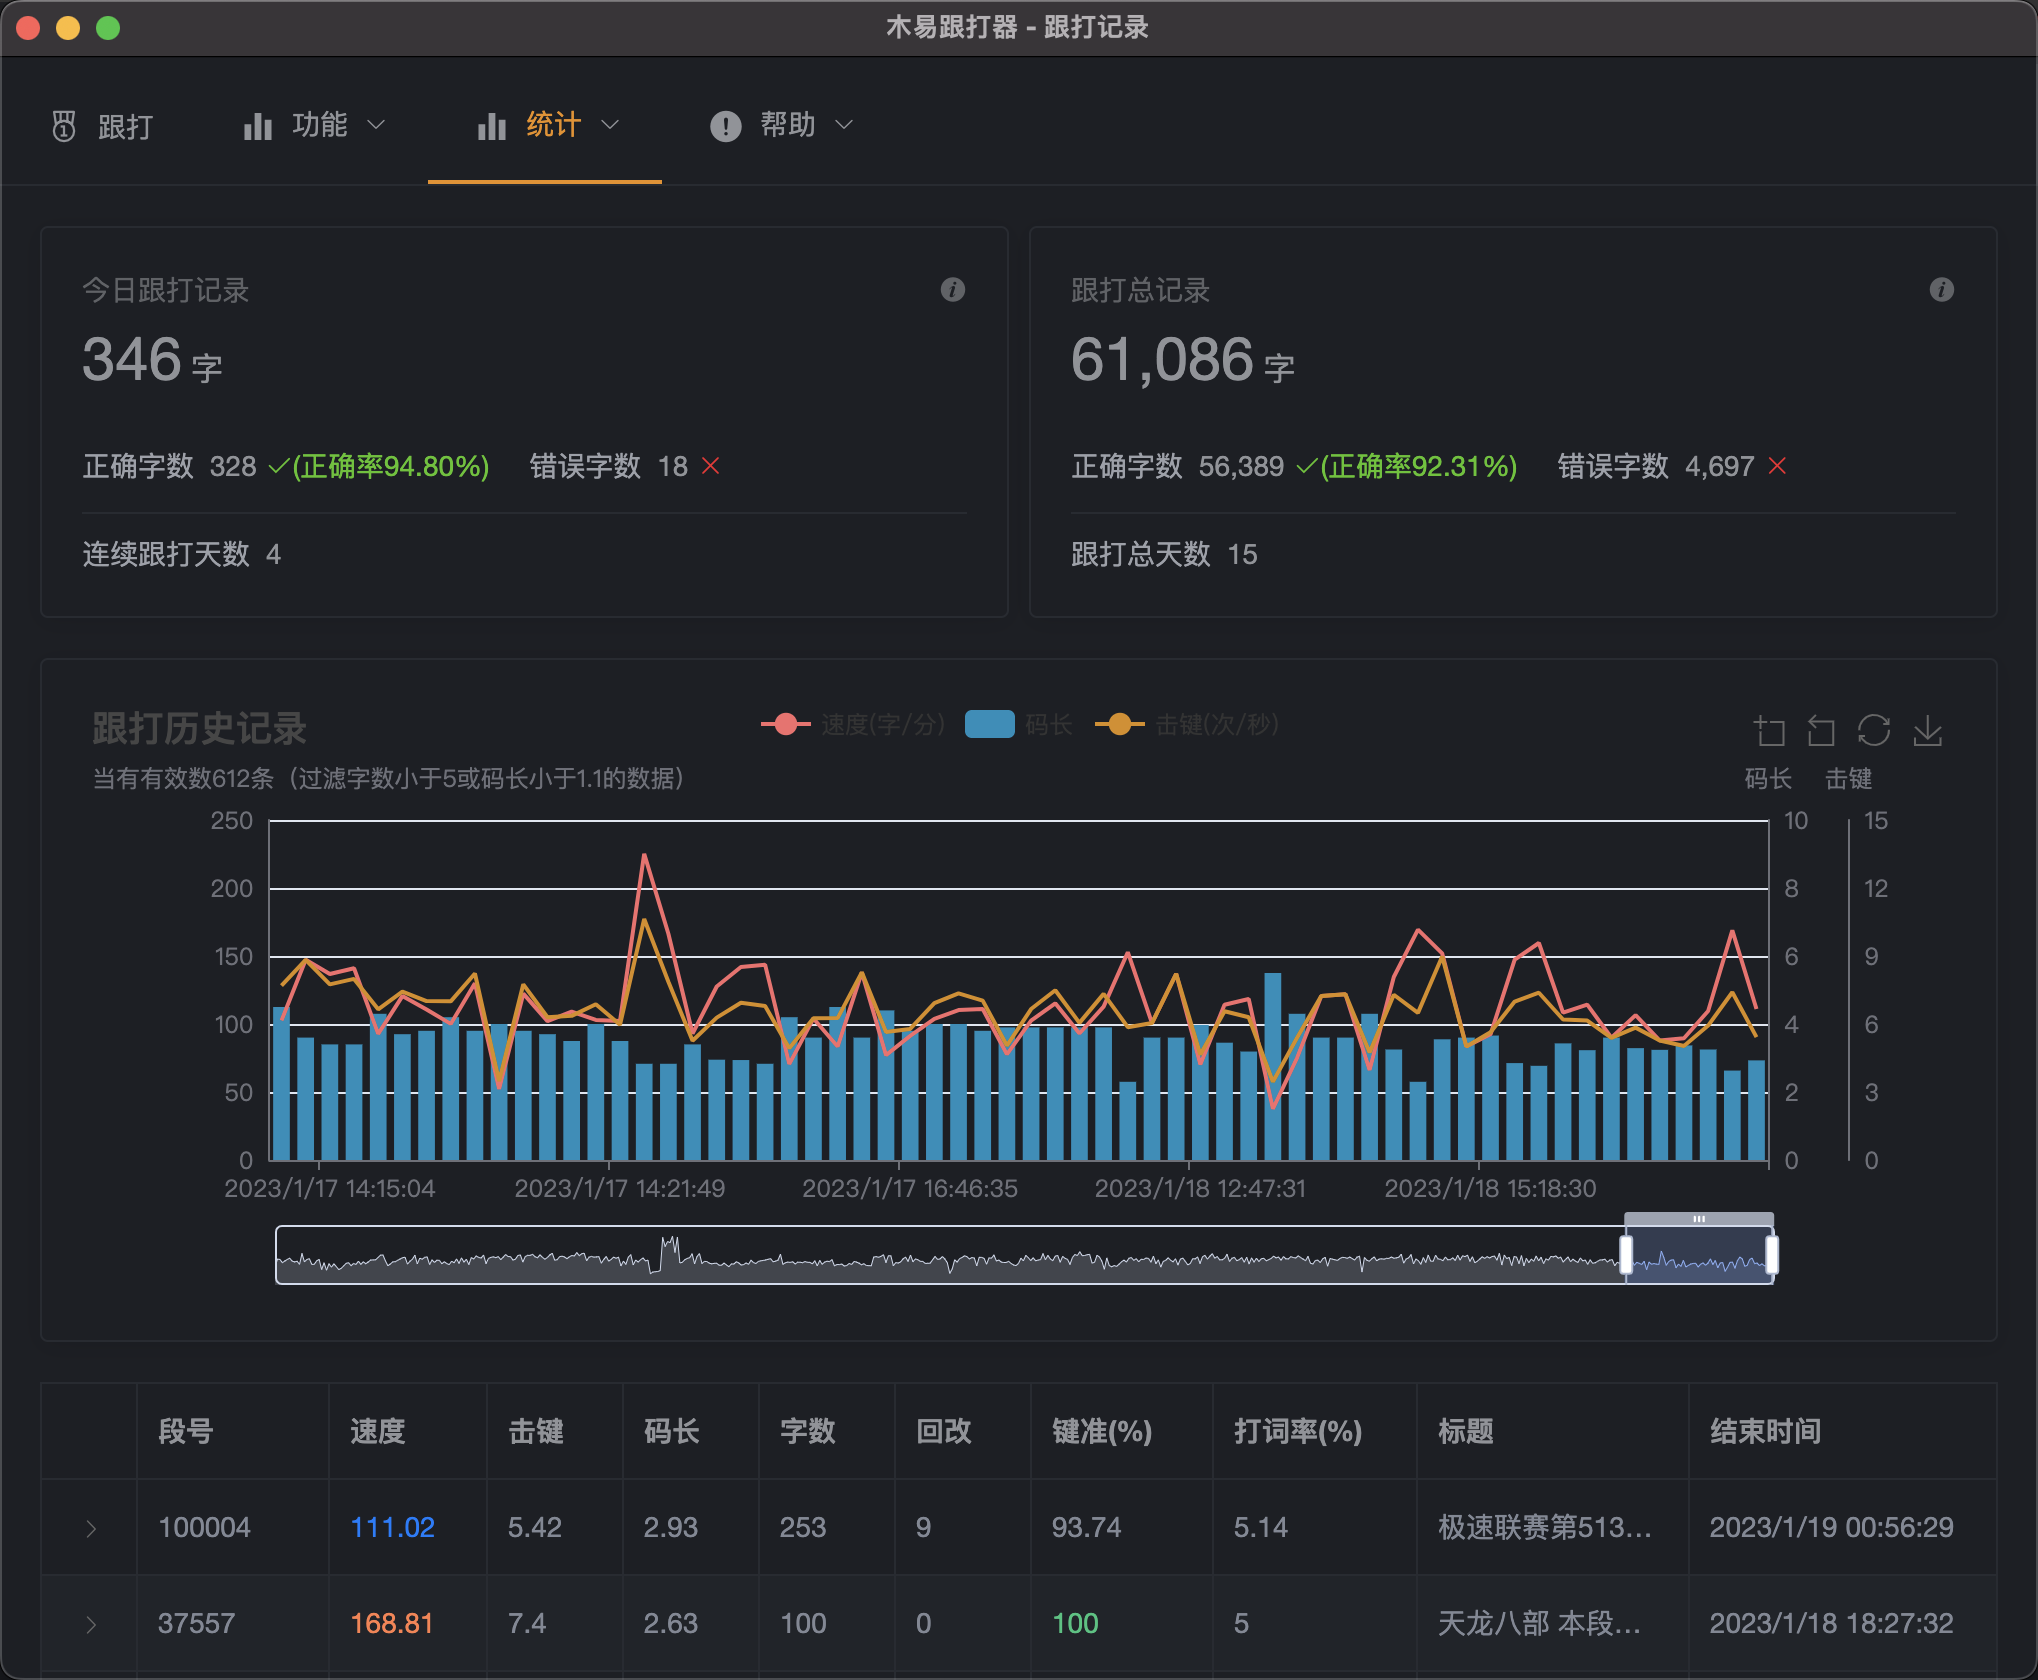 木易跟打器 - 跟打记录
跟打 功能 统计 帮助
今日跟打记录
346 字
正确字数 328 (正确率94.80%) 错误字数 18
连续跟打天数 4
跟打总记录
61,086 字
正确字数 56,389 (正确率92.31%) 错误字数 4,697
跟打总天数 15
跟打历史记录
速度(字/分) 码长 击键(次/秒)
当有有效数612条（过滤字数小于5或码长小于1.1的数据）
码长 击键
250 10 15
200 8 12
150 6 9
100 4 6
50 2 3
0 0 0
2023/1/17 14:15:04 2023/1/17 14:21:49 2023/1/17 16:46:35 2023/1/18 12:47:31 2023/1/18 15:18:30
段号 速度 击键 码长 字数 回改 键准(%) 打词率(%) 标题 结束时间
100004 111.02 5.42 2.93 253 9 93.74 5.14 极速联赛第513... 2023/1/19 00:56:29
37557 168.81 7.4 2.63 100 0 100 5 天龙八部 本段... 2023/1/18 18:27:32